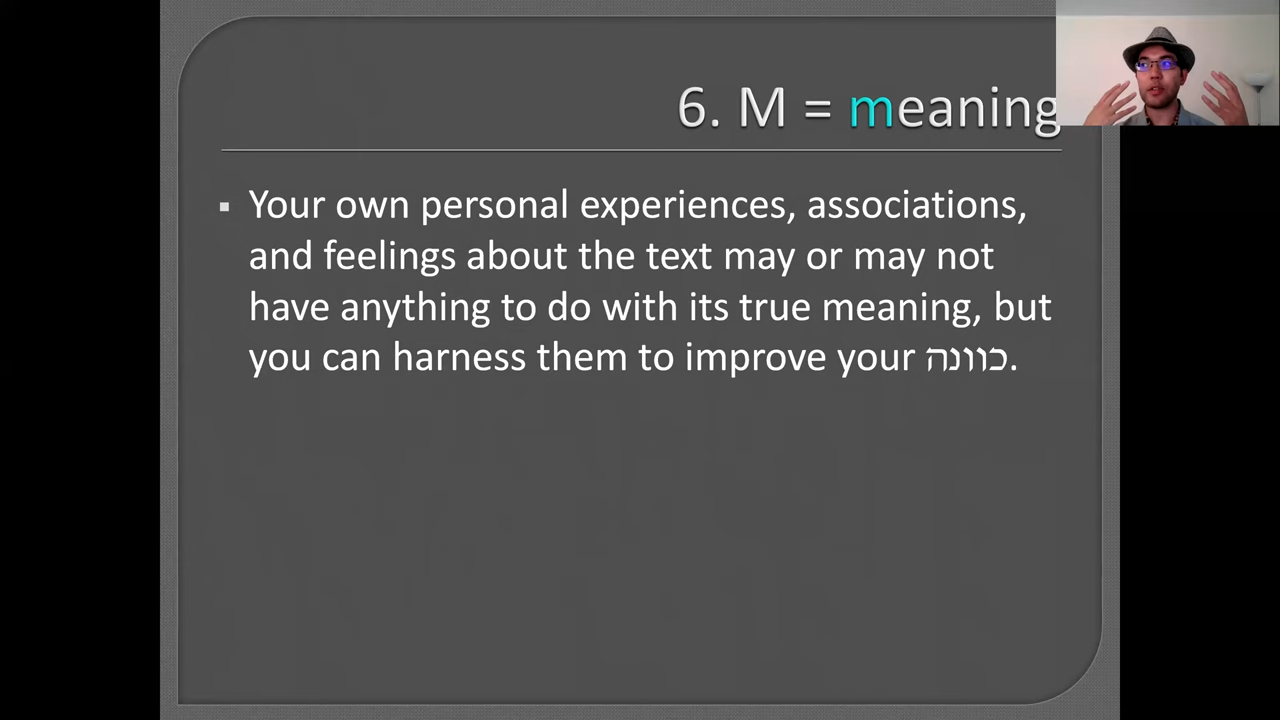 6. M = meaning
▪ Your own personal experiences, associations,
and feelings about the text may or may not
have anything to do with its true meaning, but
you can harness them to improve your כוונה.